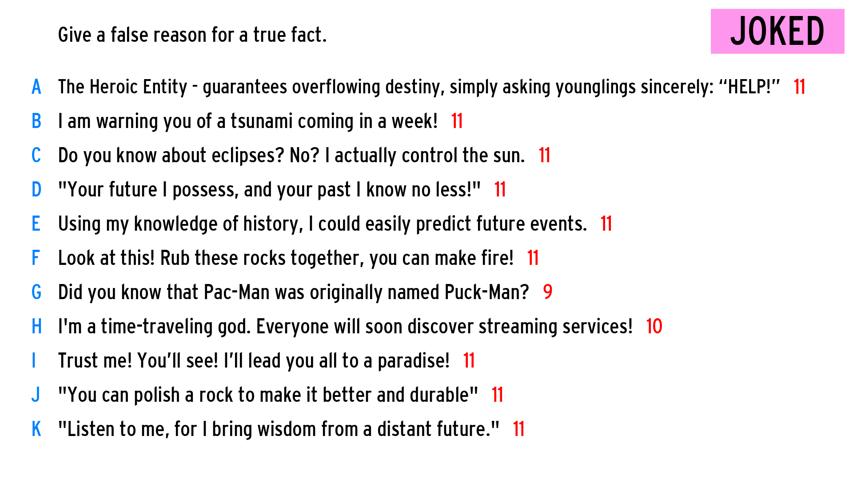 Give a false reason for a true fact.
JOKED
A The Heroic Entity - guarantees overflowing destiny, simply asking younglings sincerely: “HELP!” 11
B I am warning you of a tsunami coming in a week! 11
C Do you know about eclipses? No? I actually control the sun. 11
D "Your future I possess, and your past I know no less!" 11
E Using my knowledge of history, I could easily predict future events. 11
F Look at this! Rub these rocks together, you can make fire! 11
G Did you know that Pac-Man was originally named Puck-Man? 9
H I'm a time-traveling god. Everyone will soon discover streaming services! 10
I Trust me! You’ll see! I’ll lead you all to a paradise! 11
J "You can polish a rock to make it better and durable" 11
K "Listen to me, for I bring wisdom from a distant future." 11